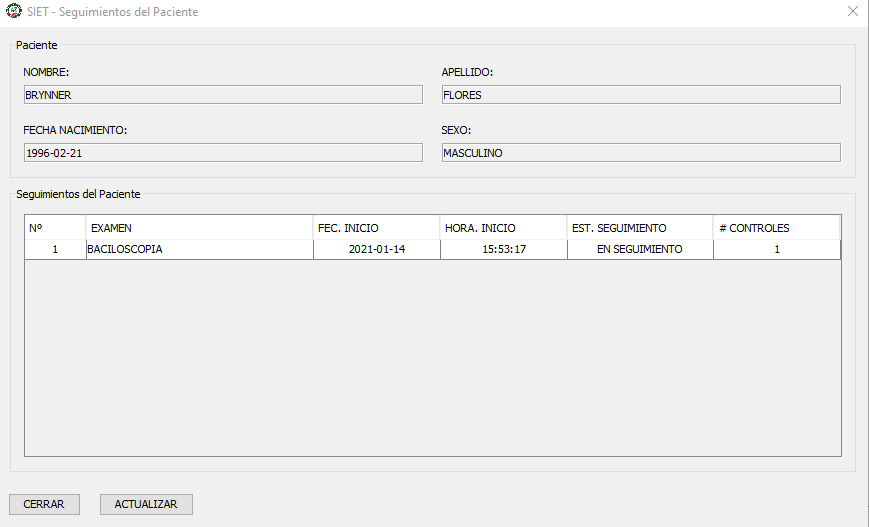 SIET - Seguimientos del Paciente
Paciente
NOMBRE: APELLIDO:
BRYNNER FLORES
FECHA NACIMIENTO: SEXO:
1996-02-21 MASCULINO
Seguimientos del Paciente
Nº EXAMEN FEC. INICIO HORA. INICIO EST. SEGUIMIENTO # CONTROLES
1 BACILOSCOPIA 2021-01-14 15:53:17 EN SEGUIMIENTO 1
CERRAR ACTUALIZAR